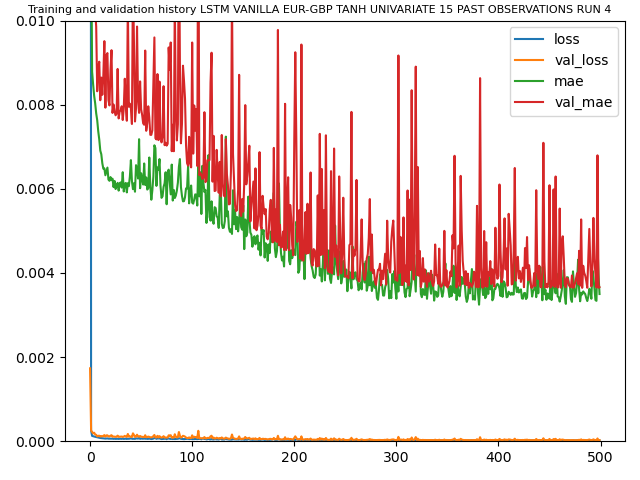 Training and validation history LSTM VANILLA EUR-GBP TANH UNIVARIATE 15 PAST OBSERVATIONS RUN 4
0.010
0.008
0.006
0.004
0.002
0.000
0 100 200 300 400 500
loss
val_loss
mae
val_mae